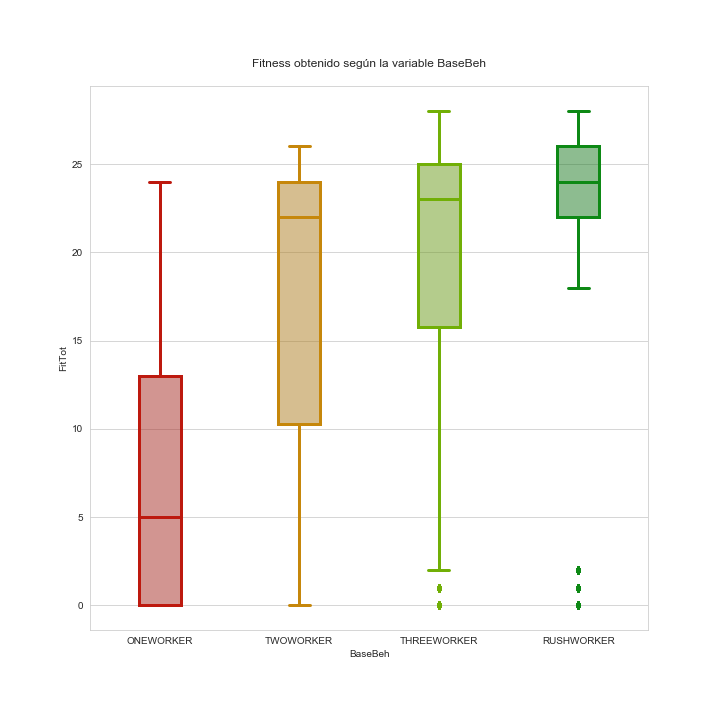 Fitness obtenido según la variable BaseBeh
25
20
15
10
5
0
FitTot
ONEWORKER TWOWORKER THREEWORKER RUSHWORKER
BaseBeh